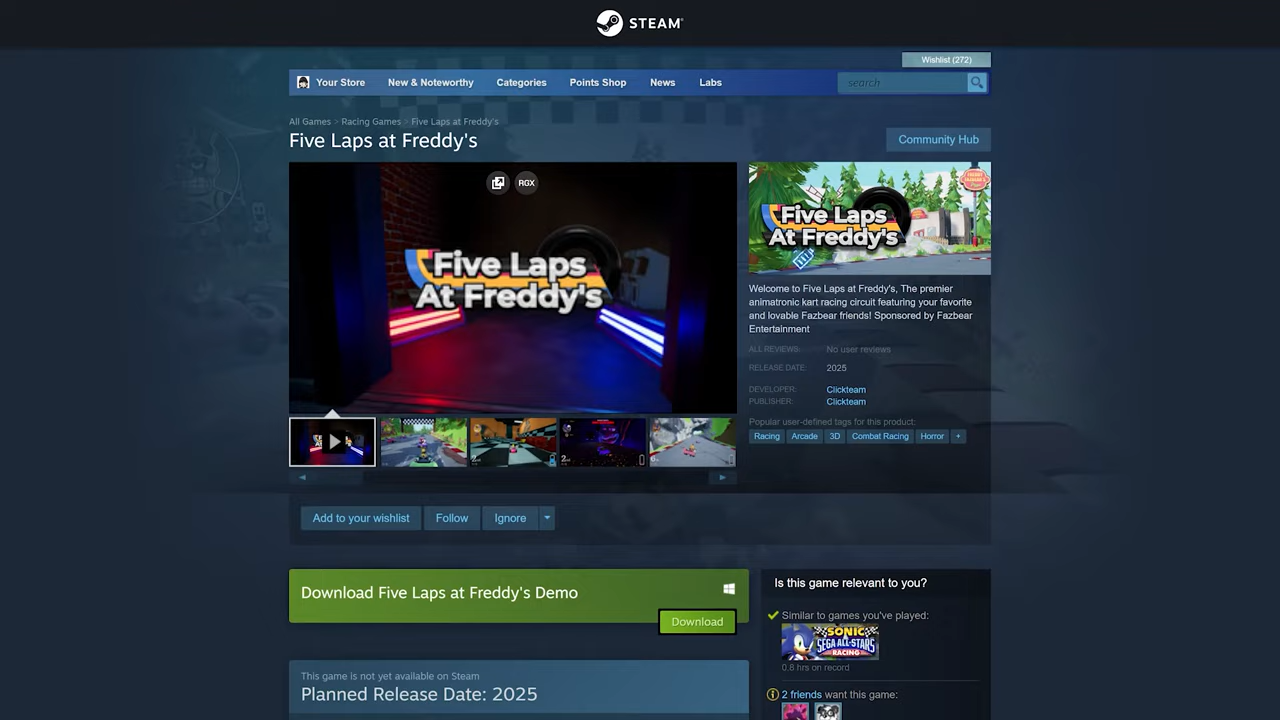 STEAM
Wishlist (272)
Your Store
New & Noteworthy
Categories
Points Shop
News
Labs
search
All Games > Racing Games > Five Laps at Freddy's
Five Laps at Freddy's
Community Hub
RGX
Five Laps
At Freddy's
Five Laps
At Freddy's
Welcome to Five Laps at Freddy's, The premier
animatronic kart racing circuit featuring your favorite
and lovable Fazbear friends! Sponsored by Fazbear
Entertainment
ALL REVIEWS: No user reviews
RELEASE DATE: 2025
DEVELOPER: Clickteam
PUBLISHER: Clickteam
Popular user-defined tags for this product:
Racing Arcade 3D Combat Racing Horror +
Add to your wishlist
Follow
Ignore
Download Five Laps at Freddy's Demo
Download
Is this game relevant to you?
Similar to games you've played:
SONIC
SEGA ALL-STARS
RACING
0.8 hrs on record
2 friends want this game:
This game is not yet available on Steam
Planned Release Date: 2025